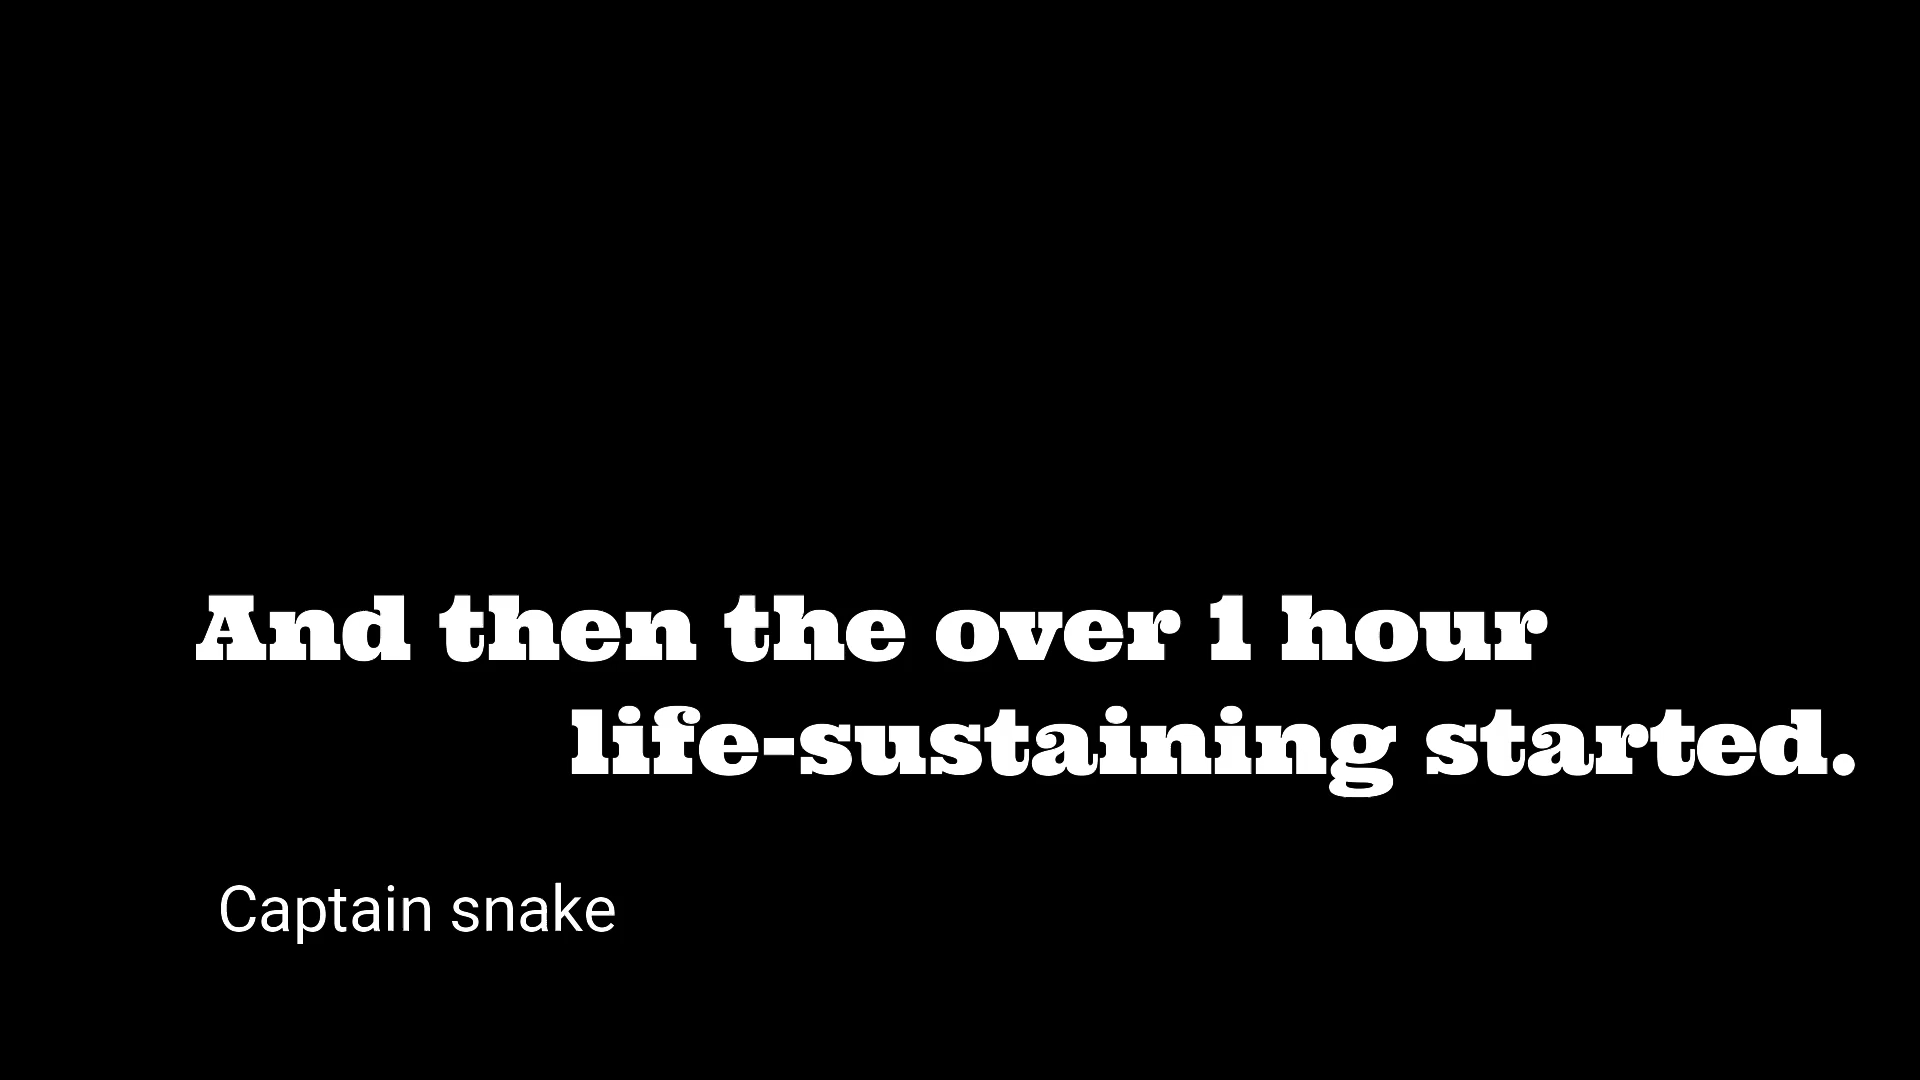 And then the over 1 hour
life-sustaining started.
Captain snake